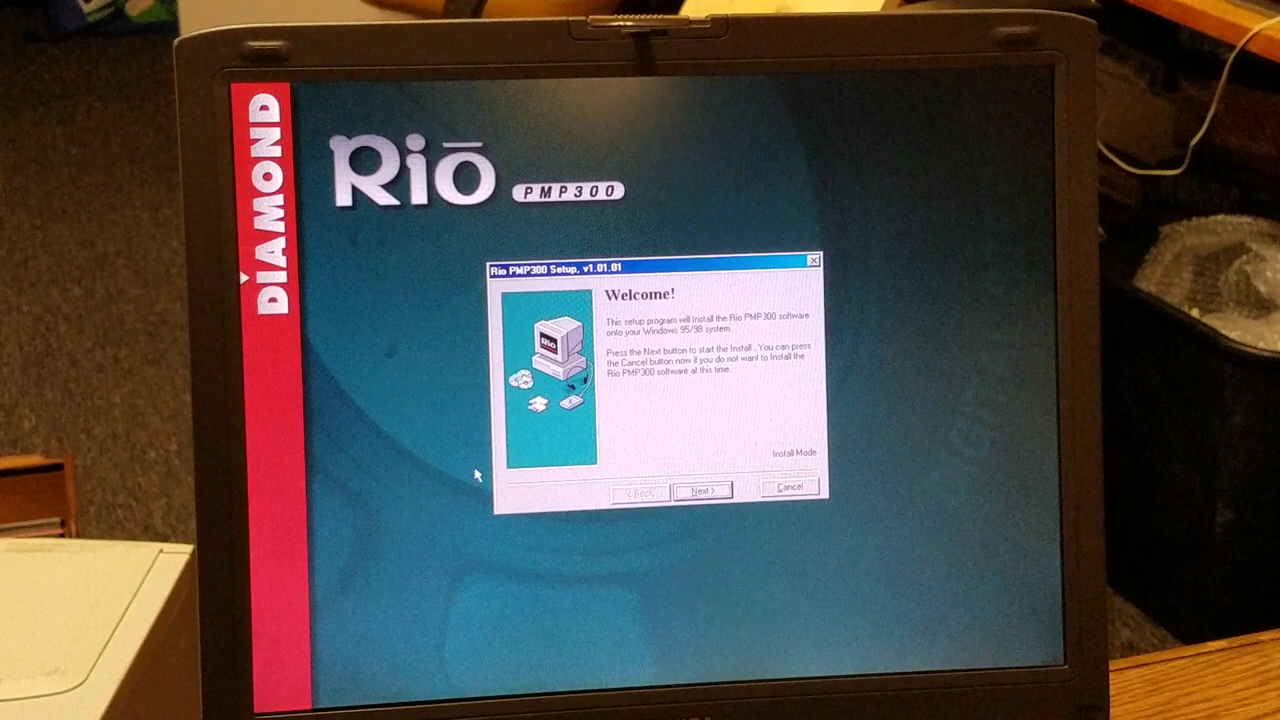 DIAMOND
Rio
PMP300
Rio PMP300 Setup, v1.01.01
Welcome!
This setup program will install the Rio PMP300 software
onto your Windows 95/98 system.
Press the Next button to start the Install . You can press
the Cancel button now if you do not want to Install the
Rio PMP300 software at this time.
Rio
Install Mode
< Back
Next >
Cancel